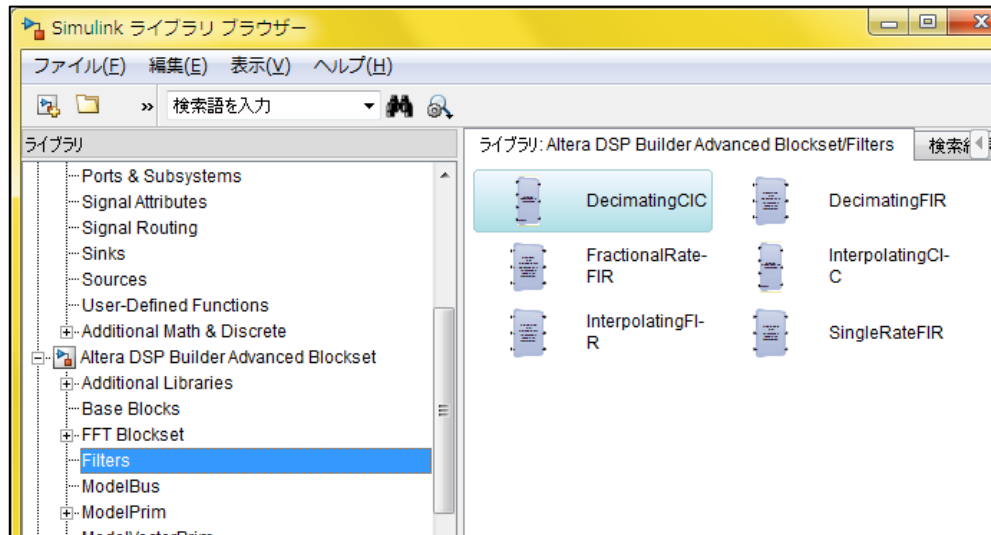 Simulink ライブラリ ブラウザー
ファイル(F) 編集(E) 表示(V) ヘルプ(H)
» 検索語を入力
ライブラリ
Ports & Subsystems
Signal Attributes
Signal Routing
Sinks
Sources
User-Defined Functions
Additional Math & Discrete
Altera DSP Builder Advanced Blockset
Additional Libraries
Base Blocks
FFT Blockset
Filters
ModelBus
ModelPrim
ライブラリ: Altera DSP Builder Advanced Blockset/Filters
DecimatingCIC
DecimatingFIR
FractionalRate-
FIR
InterpolatingCI-
C
InterpolatingFI-
R
SingleRateFIR